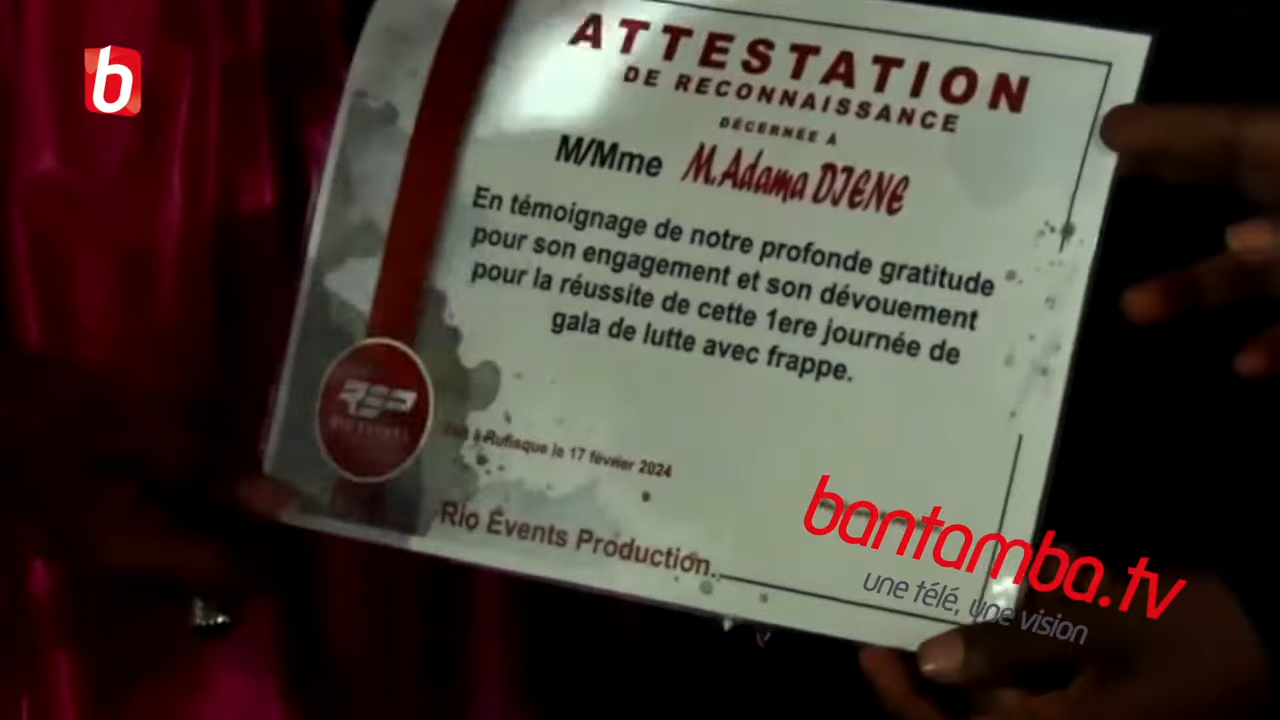 b
ATTESTATION
DE RECONNAISSANCE
DÉCERNÉE À
M/Mme M.Adama DJENE
En témoignage de notre profonde gratitude
pour son engagement et son dévouement
pour la réussite de cette 1ere journée de
gala de lutte avec frappe.
à Rufisque le 17 février 2024
Rio Events Production.
bantamba.tv
une télé, une vision